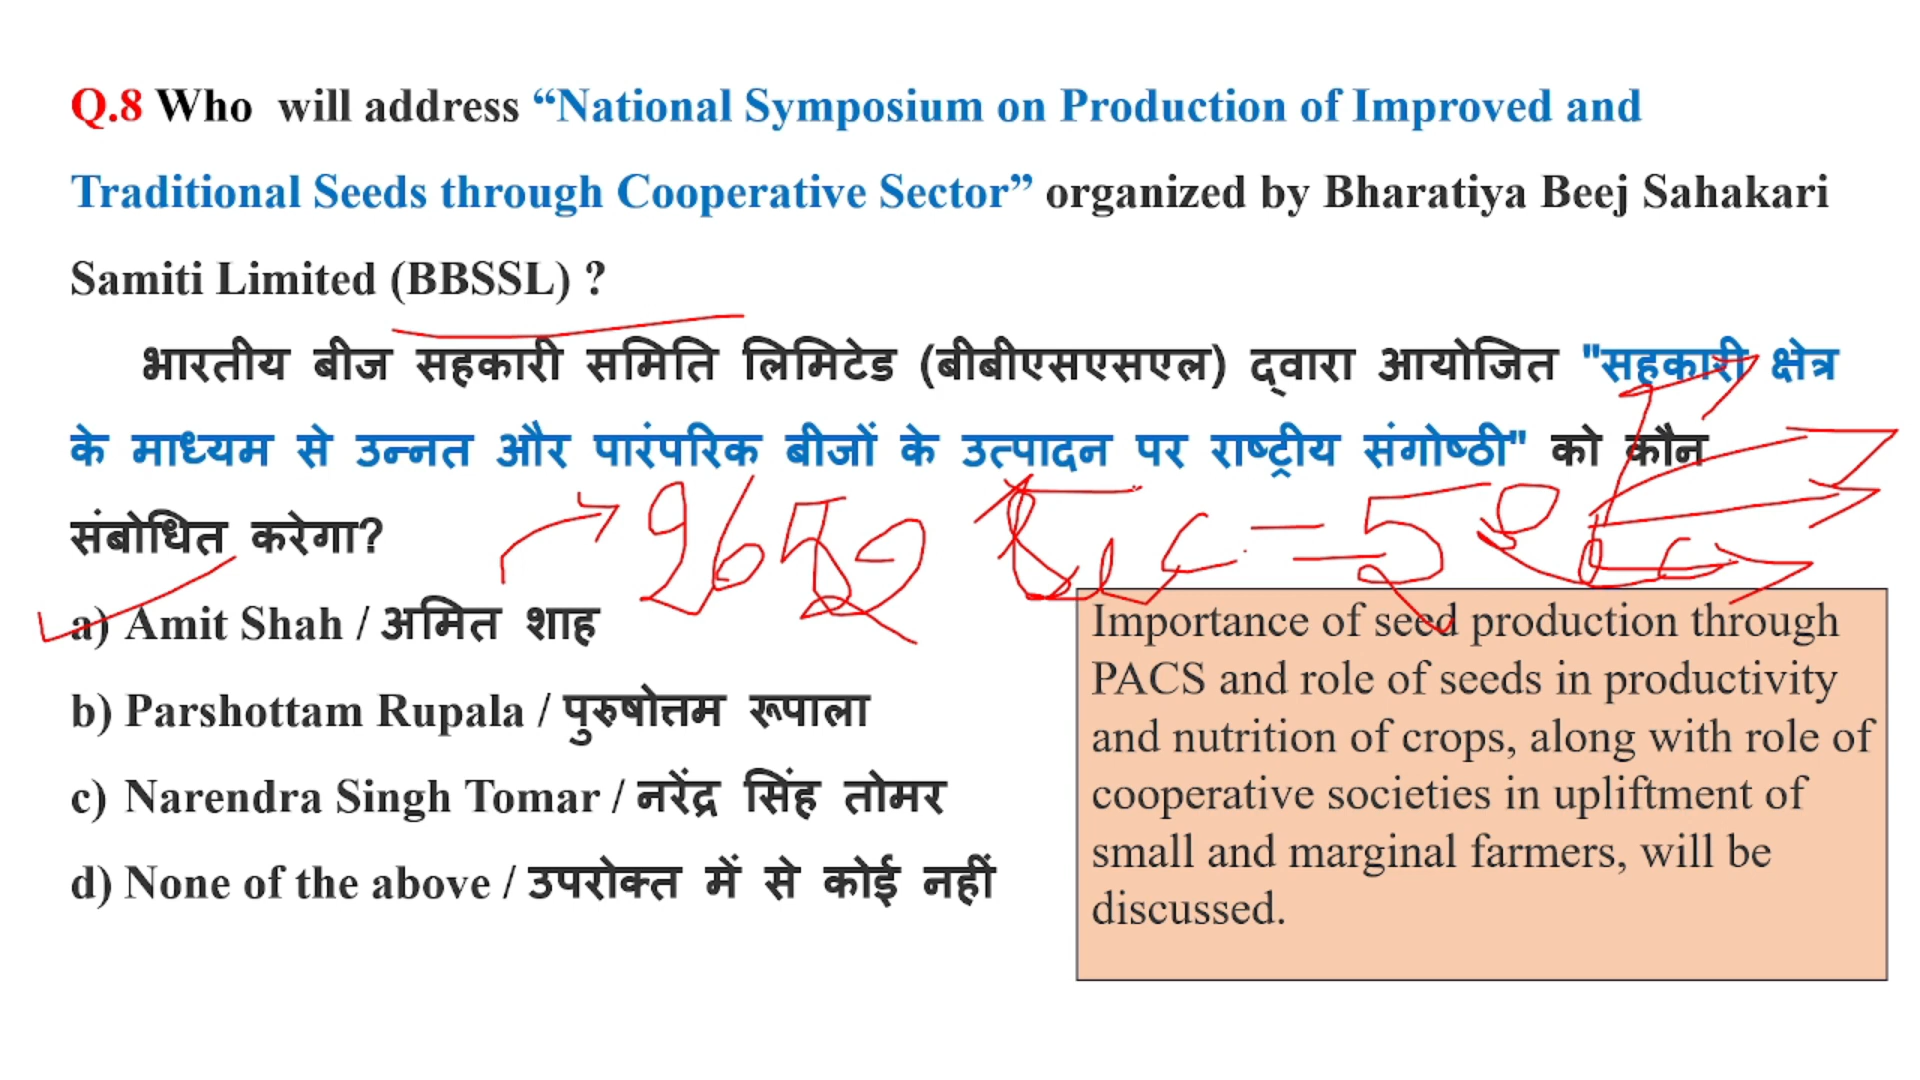 Q.8 Who will address “National Symposium on Production of Improved and
Traditional Seeds through Cooperative Sector” organized by Bharatiya Beej Sahakari
Samiti Limited (BBSSL) ?
भारतीय बीज सहकारी समिति लिमिटेड (बीबीएसएसएल) द्वारा आयोजित "सहकारी क्षेत्र
के माध्यम से उन्नत और पारंपरिक बीजों के उत्पादन पर राष्ट्रीय संगोष्ठी" को कौन
संबोधित करेगा?
a) Amit Shah / अमित शाह
b) Parshottam Rupala / पुरुषोत्तम रूपाला
c) Narendra Singh Tomar / नरेंद्र सिंह तोमर
d) None of the above / उपरोक्त में से कोई नहीं
Importance of seed production through
PACS and role of seeds in productivity
and nutrition of crops, along with role of
cooperative societies in upliftment of
small and marginal farmers, will be
discussed.